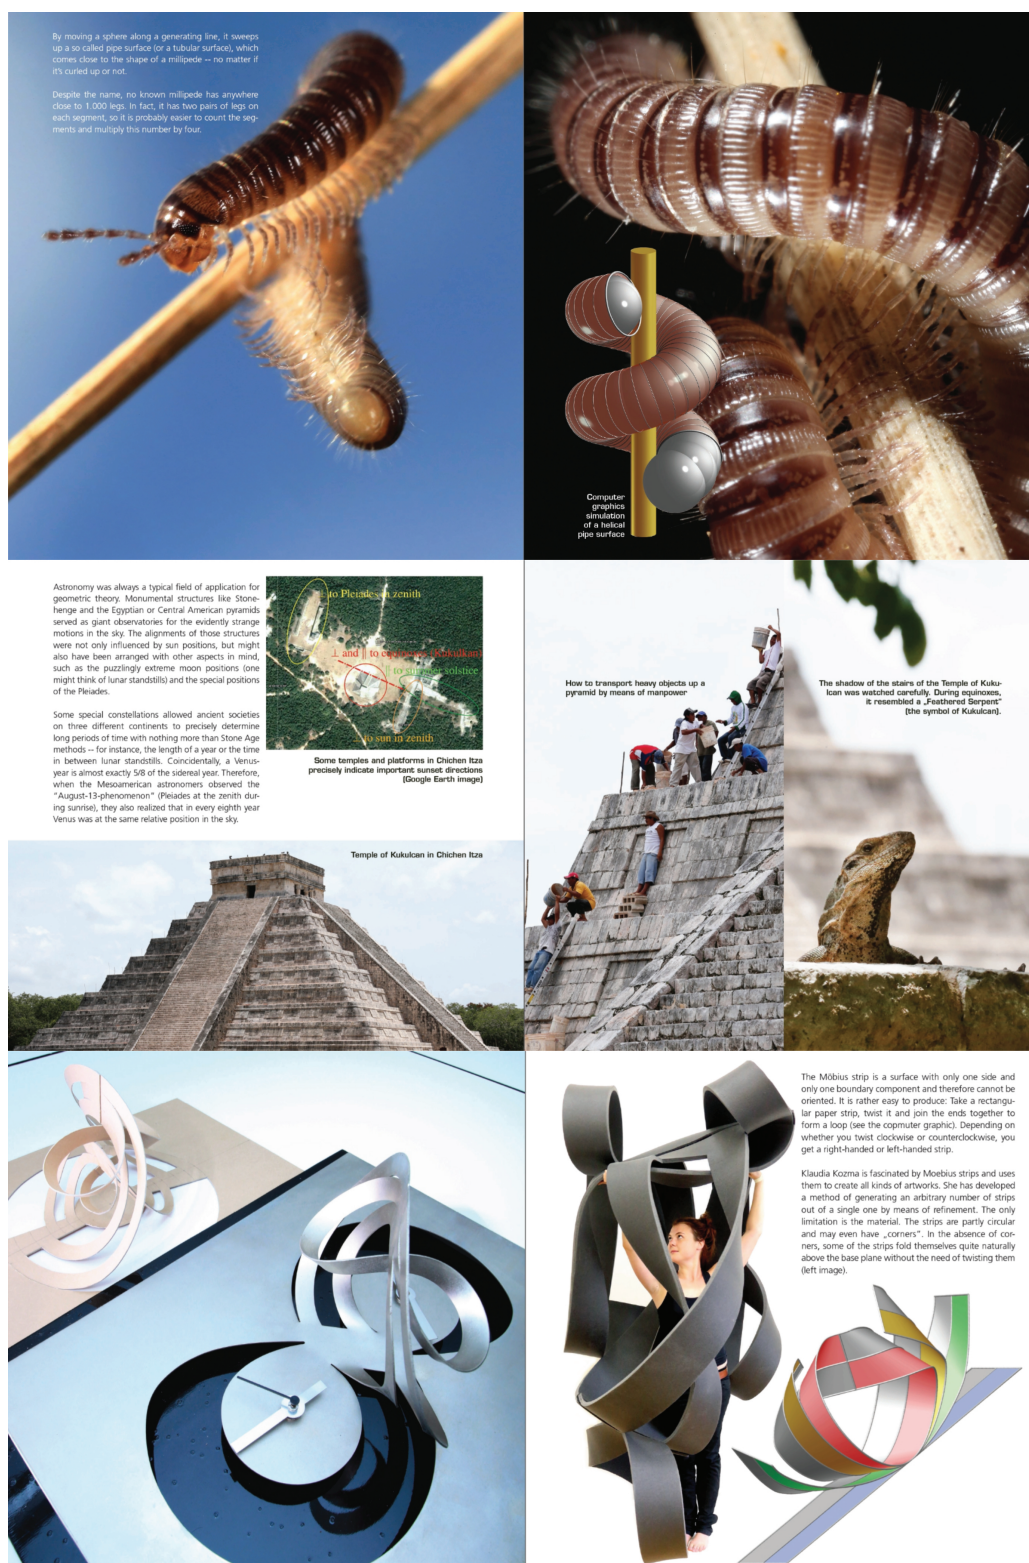 By moving a sphere along a generating line, it sweeps
up a so called pipe surface (or a tubular surface), which
comes close to the shape of a millipede -- no matter if
it's curled up or not.
Despite the name, no known millipede has anywhere
close to 1.000 legs. In fact, it has two pairs of legs on
each segment, so it is probably easier to count the seg-
ments and multiply this number by four.
Computer
graphics
simulation
of a helical
pipe surface
Astronomy was always a typical field of application for
geometric theory. Monumental structures like Stone-
henge and the Egyptian or Central American pyramids
served as giant observatories for the evidently strange
motions in the sky. The alignments of those structures
were not only influenced by sun positions, but might
also have been arranged with other aspects in mind,
such as the puzzlingly extreme moon positions (one
might think of lunar standstills) and the special positions
of the Pleiades.
Some special constellations allowed ancient societies
on three different continents to precisely determine
long periods of time with nothing more than Stone Age
methods -- for instance, the length of a year or the time
in between lunar standstills. Coincidentally, a Venus-
year is almost exactly 5/8 of the sidereal year. Therefore,
when the Mesoamerican astronomers observed the
"August-13-phenomenon" (Pleiades at the zenith dur-
ing sunrise), they also realized that in every eighth year
Venus was at the same relative position in the sky.
⊥ to Pleiades in zenith
⊥ and ∥ to equinoxes (Kukulkan)
∥ to summer solstice
to sun in zenith
Some temples and platforms in Chichen Itza
precisely indicate important sunset directions
(Google Earth image)
Temple of Kukulcan in Chichen Itza
How to transport heavy objects up a
pyramid by means of manpower
The shadow of the stairs of the Temple of Kuku-
lcan was watched carefully. During equinoxes,
it resembled a „Feathered Serpent"
(the symbol of Kukulcan).
The Möbius strip is a surface with only one side and
only one boundary component and therefore cannot be
oriented. It is rather easy to produce: Take a rectangu-
lar paper strip, twist it and join the ends together to
form a loop (see the copmuter graphic). Depending on
whether you twist clockwise or counterclockwise, you
get a right-handed or left-handed strip.
Klaudia Kozma is fascinated by Moebius strips and uses
them to create all kinds of artworks. She has developed
a method of generating an arbitrary number of strips
out of a single one by means of refinement. The only
limitation is the material. The strips are partly circular
and may even have „corners". In the absence of cor-
ners, some of the strips fold themselves quite naturally
above the base plane without the need of twisting them
(left image).